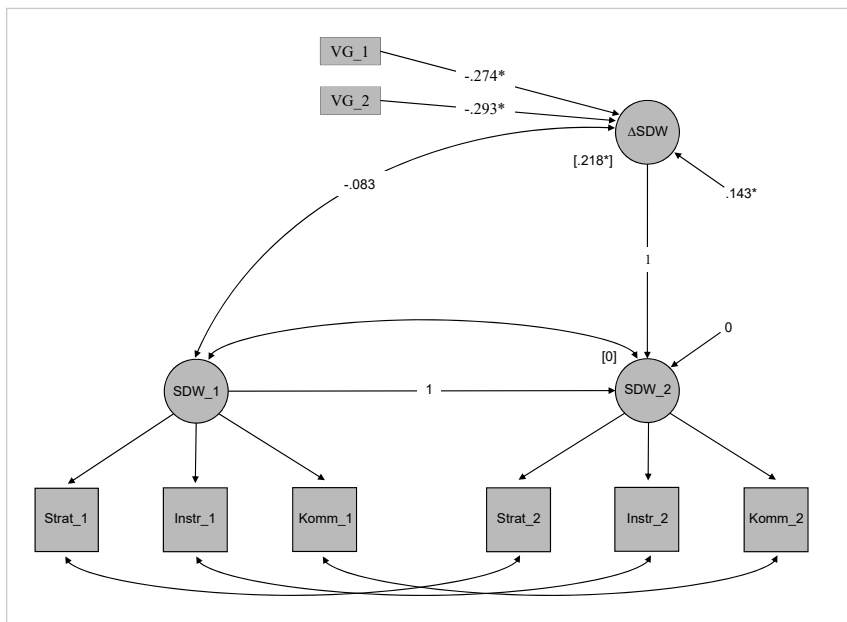 VG_1
-.274*
VG_2
-.293*
ΔSDW
[.218*]
-.083
.143*
1
0
[0]
SDW_1
1
SDW_2
Strat_1
Instr_1
Komm_1
Strat_2
Instr_2
Komm_2